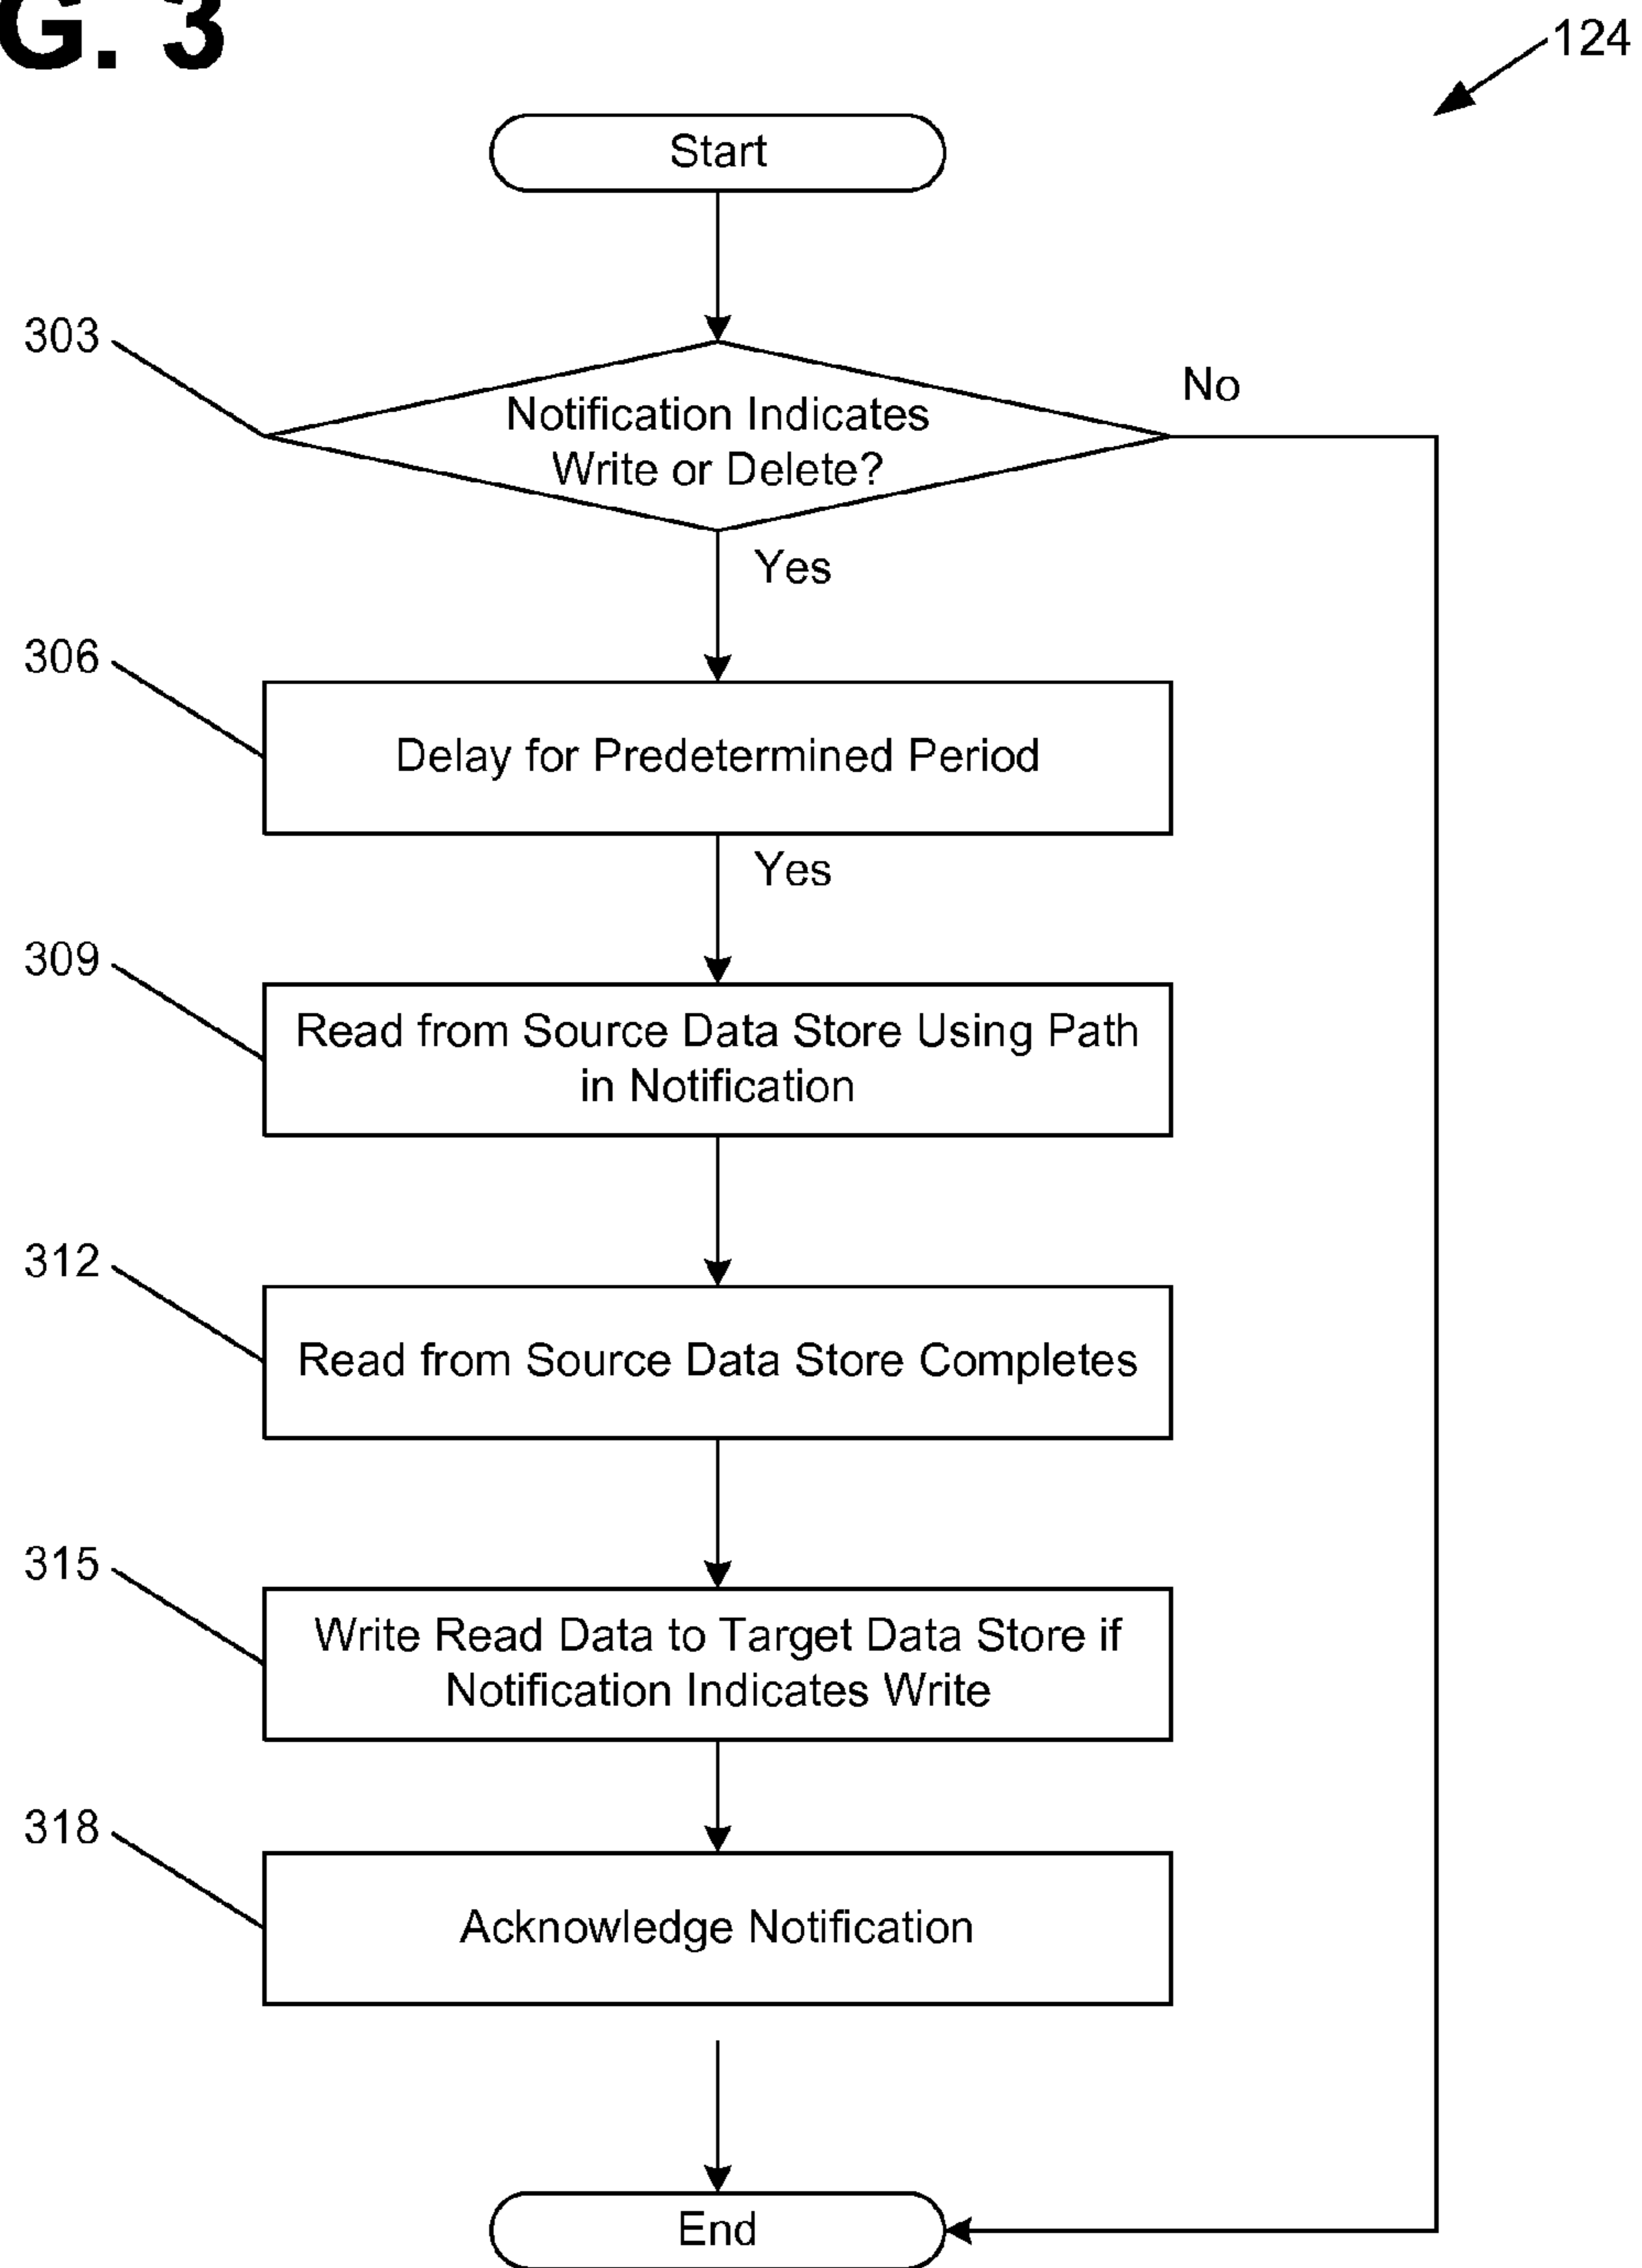 G. 3
124
Start
303
Notification Indicates
Write or Delete?
No
Yes
306
Delay for Predetermined Period
Yes
309
Read from Source Data Store Using Path
in Notification
312
Read from Source Data Store Completes
315
Write Read Data to Target Data Store if
Notification Indicates Write
318
Acknowledge Notification
End